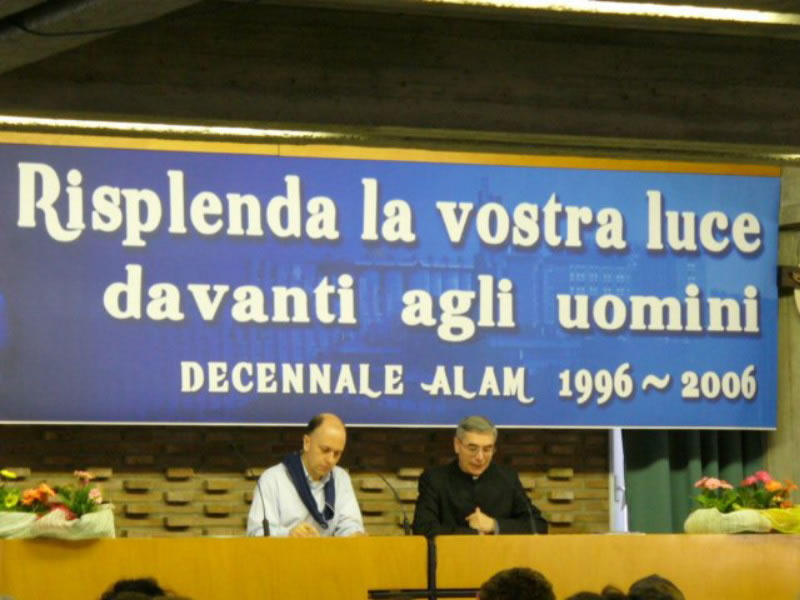 Risplenda la vostra luce
davanti agli uomini
DECENNALE ALAM 1996~2006